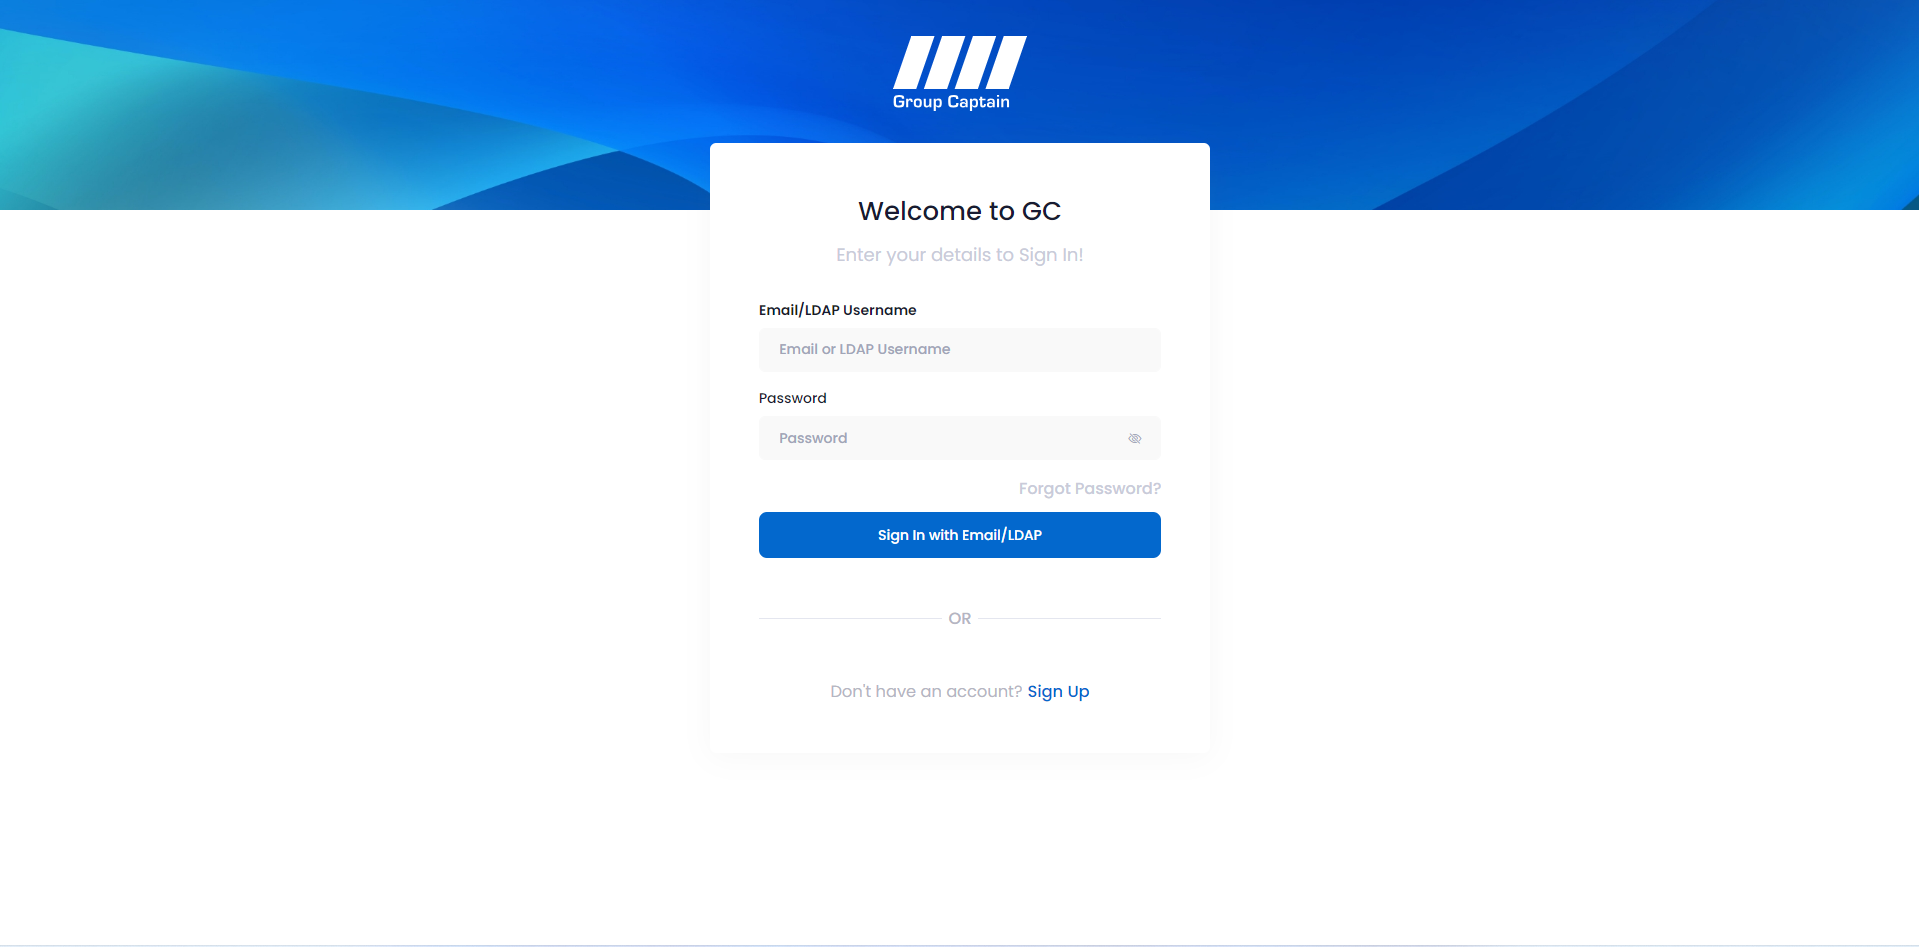 Group Captain
Welcome to GC
Enter your details to Sign In!
Email/LDAP Username
Email or LDAP Username
Password
Password
Forgot Password?
Sign In with Email/LDAP
OR
Don't have an account? Sign Up